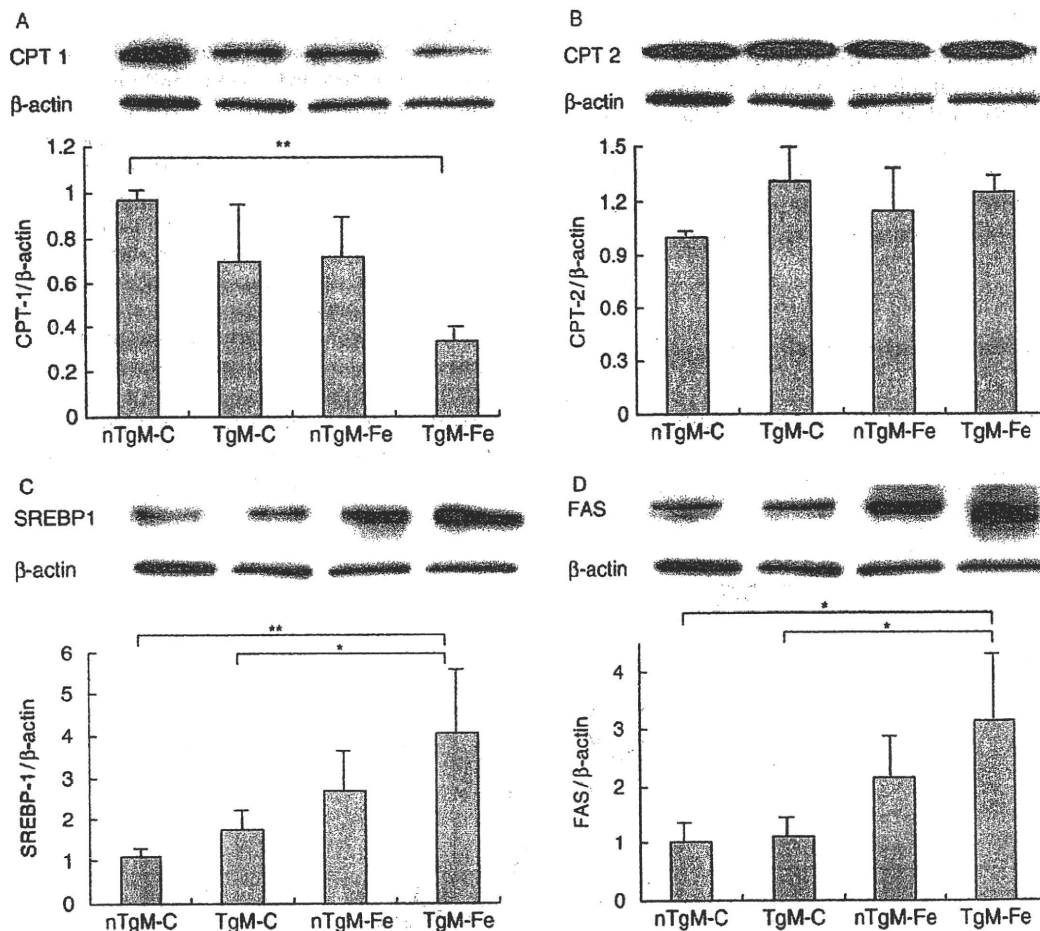 A
CPT 1
β-actin
1.2
1
0.8
0.6
0.4
0.2
0
CPT-1/β-actin
**
nTgM-C TgM-C nTgM-Fe TgM-Fe
B
CPT 2
β-actin
1.5
1.2
0.9
0.6
0.3
0
CPT-2/β-actin
nTgM-C TgM-C nTgM-Fe TgM-Fe
C
SREBP1
β-actin
**
*
6
5
4
3
2
1
0
SREBP-1/β-actin
nTgM-C TgM-C nTgM-Fe TgM-Fe
D
FAS
β-actin
*
*
4
3
2
1
0
FAS/β-actin
nTgM-C TgM-C nTgM-Fe TgM-Fe